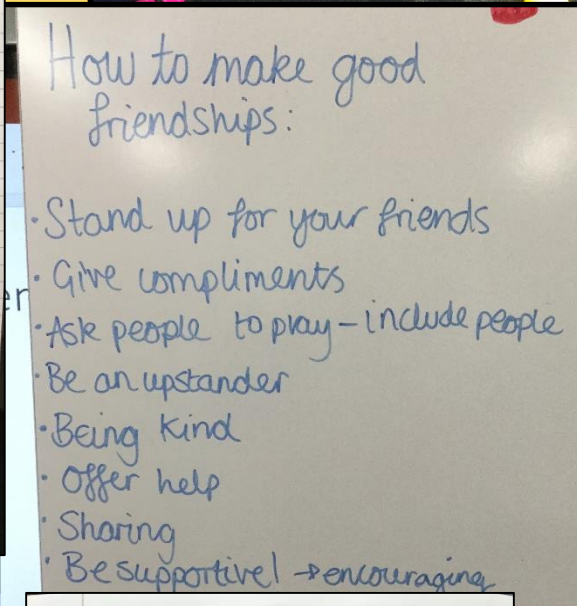 How to make good
friendships:
• Stand up for your friends
• Give compliments
• Ask people to play - include people
• Be an upstander
• Being kind
• Offer help
• Sharing
• Be supportive! → encouraging
er